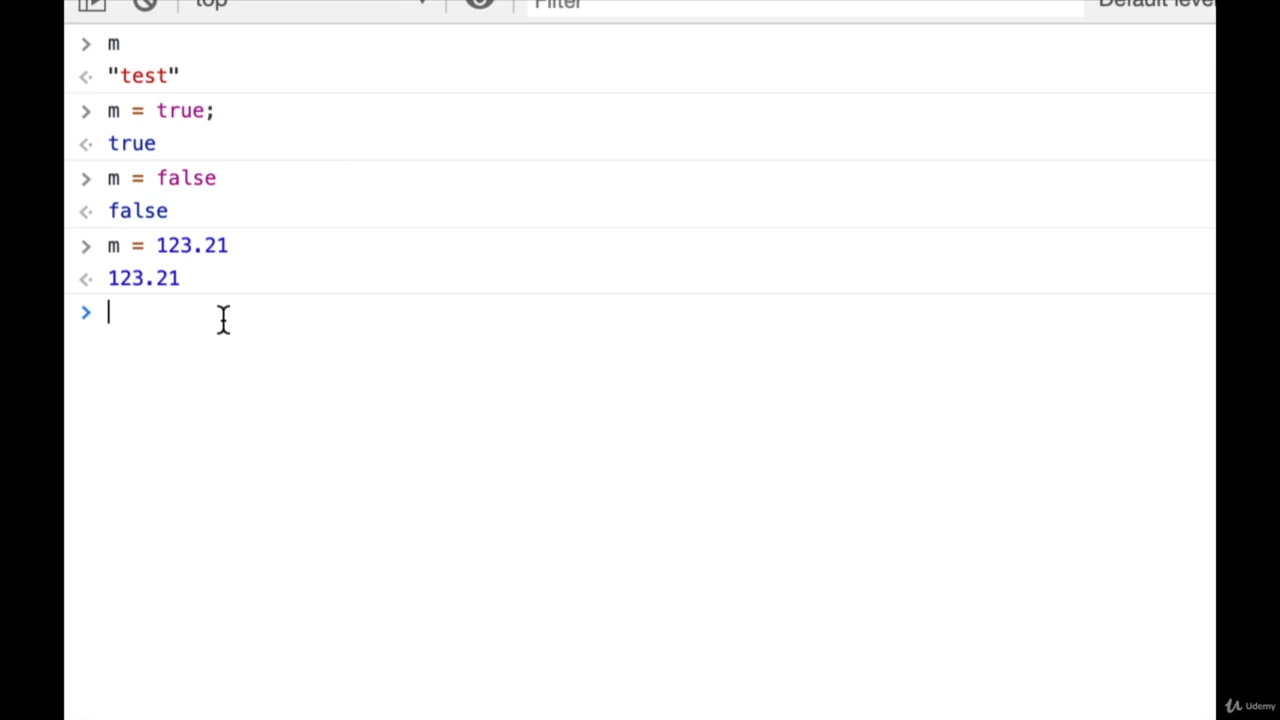 top Filter Default leve
> m
"test"
> m = true;
true
> m = false
false
> m = 123.21
123.21
>
Udemy